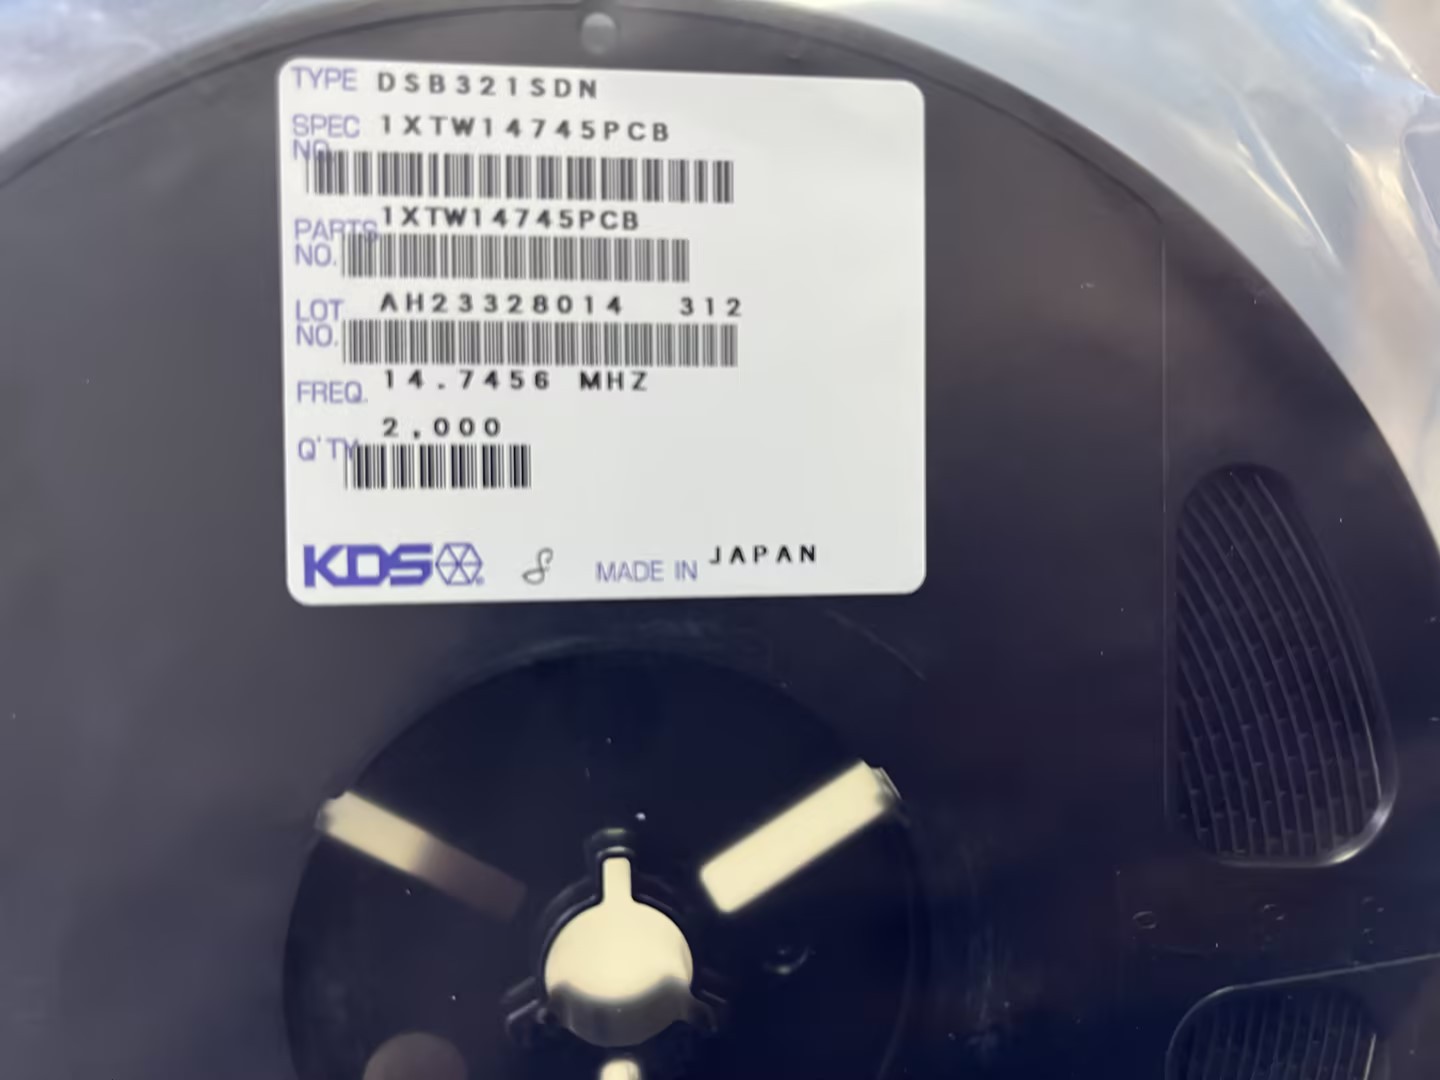 TYPE DSB321SDN
SPEC NO. 1XTW14745PCB
PARTS NO. 1XTW14745PCB
LOT NO. AH23328014 312
FREQ. 14.7456 MHZ
Q'TY 2,000
KDS 8 MADE IN JAPAN